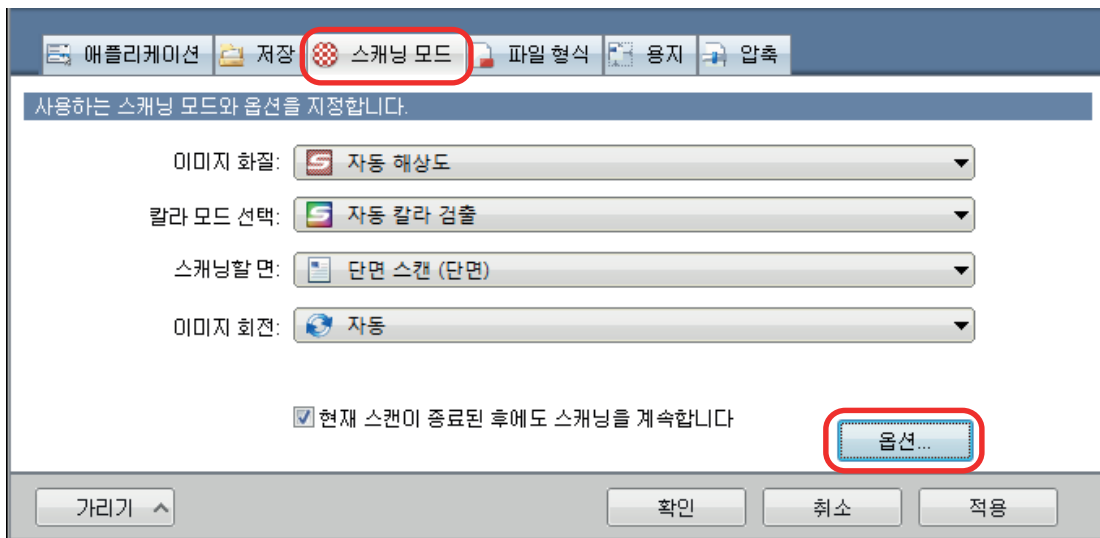 애플리케이션 저장 스캐닝 모드 파일 형식 용지 압축
사용하는 스캐닝 모드와 옵션을 지정합니다.
이미지 화질: 자동 해상도
칼라 모드 선택: 자동 칼라 검출
스캐닝할 면: 단면 스캔 (단면)
이미지 회전: 자동
현재 스캔이 종료된 후에도 스캐닝을 계속합니다
옵션...
가리기 확인 취소 적용